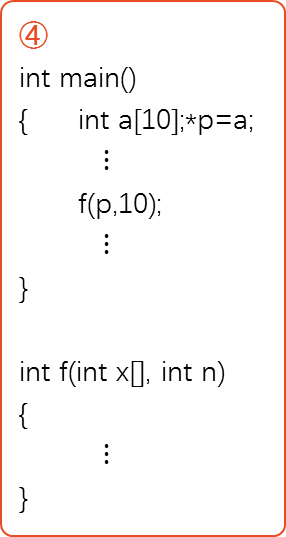 ④
int main()
{ int a[10];*p=a;
⋮
f(p,10);
⋮
}
int f(int x[], int n)
{
⋮
}